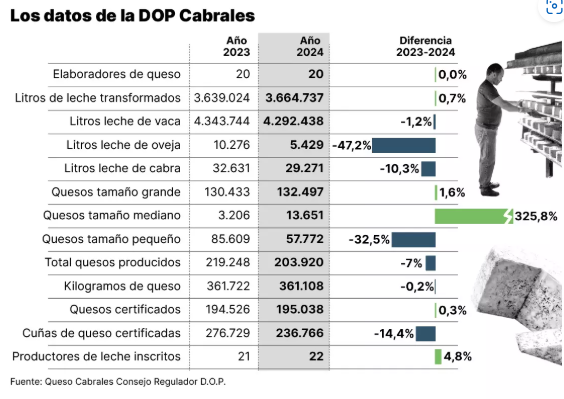 Los datos de la DOP Cabrales
Año 2023 Año 2024 Diferencia 2023-2024
Elaboradores de queso 20 20 0,0%
Litros de leche transformados 3.639.024 3.664.737 0,7%
Litros leche de vaca 4.343.744 4.292.438 -1,2%
Litros leche de oveja 10.276 5.429 -47,2%
Litros leche de cabra 32.631 29.271 -10,3%
Quesos tamaño grande 130.433 132.497 1,6%
Quesos tamaño mediano 3.206 13.651 325,8%
Quesos tamaño pequeño 85.609 57.772 -32,5%
Total quesos producidos 219.248 203.920 -7%
Kilogramos de queso 361.722 361.108 -0,2%
Quesos certificados 194.526 195.038 0,3%
Cuñas de queso certificadas 276.729 236.766 -14,4%
Productores de leche inscritos 21 22 4,8%
Fuente: Queso Cabrales Consejo Regulador D.O.P.